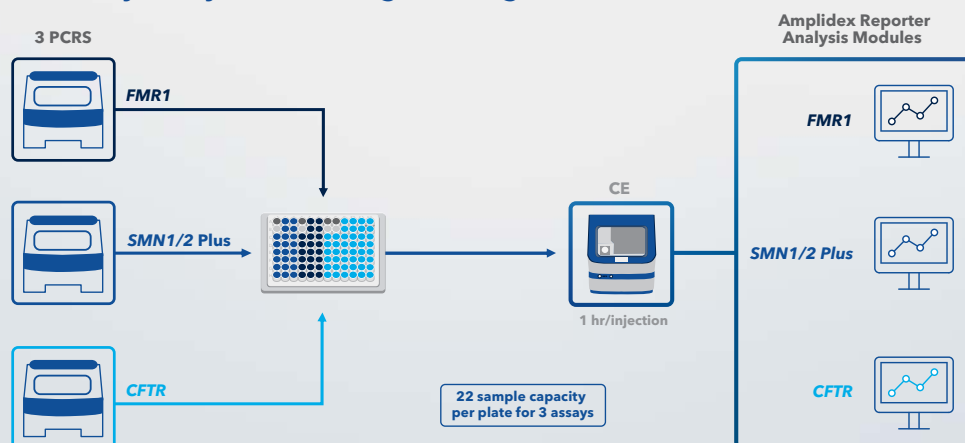 3 PCRS
Amplidex Reporter
Analysis Modules
FMR1
FMR1
CE
SMN1/2 Plus
SMN1/2 Plus
1 hr/injection
CFTR
22 sample capacity
per plate for 3 assays
CFTR